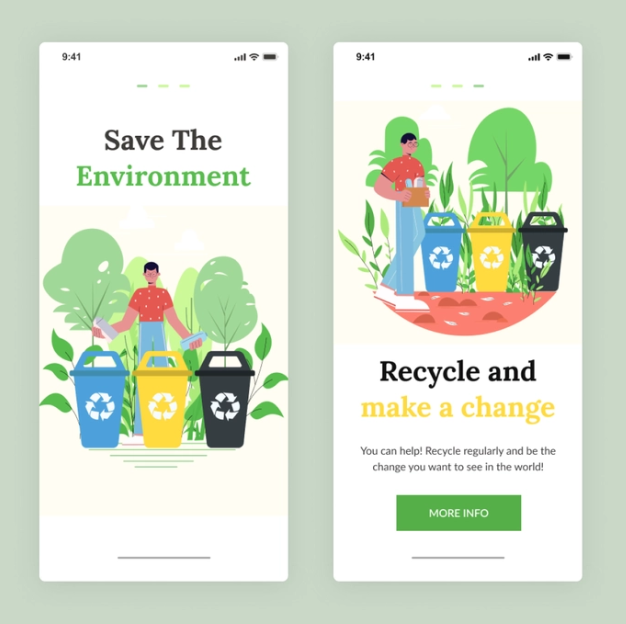 9:41
Save The
Environment
9:41
Recycle and
make a change
You can help! Recycle regularly and be the
change you want to see in the world!
MORE INFO